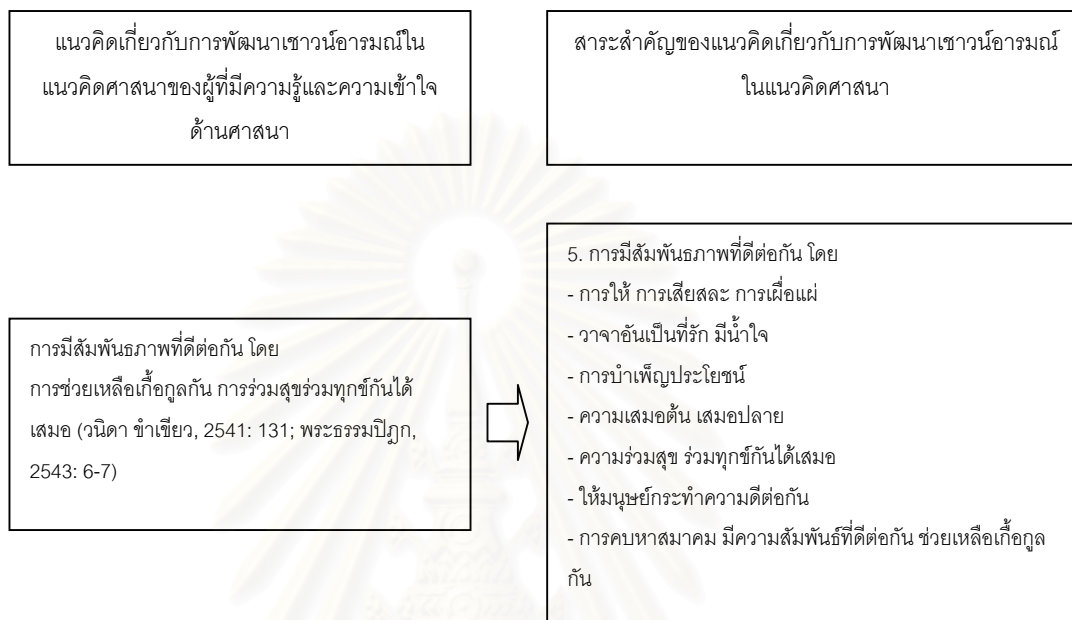 แนวคิดเกี่ยวกับการพัฒนาเชาวน์อารมณ์ใน
แนวคิดศาสนาของผู้ที่มีความรู้และความเข้าใจ
ด้านศาสนา
สาระสำคัญของแนวคิดเกี่ยวกับการพัฒนาเชาวน์อารมณ์
ในแนวคิดศาสนา
การมีสัมพันธภาพที่ดีต่อกัน โดย
การช่วยเหลือเกื้อกูลกัน การร่วมสุขร่วมทุกข์กันได้
เสมอ (วนิดา ขำเขียว, 2541: 131; พระธรรมปิฎก,
2543: 6-7)
5. การมีสัมพันธภาพที่ดีต่อกัน โดย
- การให้ การเสียสละ การเผื่อแผ่
- วาจาอันเป็นที่รัก มีน้ำใจ
- การบำเพ็ญประโยชน์
- ความเสมอต้น เสมอปลาย
- ความร่วมสุข ร่วมทุกข์กันได้เสมอ
- ให้มนุษย์กระทำความดีต่อกัน
- การคบหาสมาคม มีความสัมพันธ์ที่ดีต่อกัน ช่วยเหลือเกื้อกูล
กัน